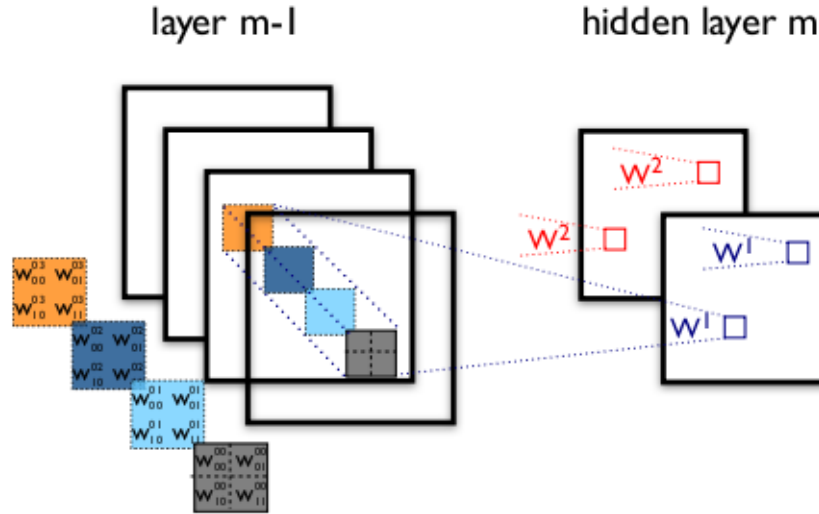 layer m-1
hidden layer m
W²
W²
W¹
W¹
W⁰³₀₀ W⁰³₀₁
W⁰³₁₀ W⁰³₁₁
W⁰²₀₀ W⁰²₀₁
W⁰²₁₀ W⁰²₁₁
W⁰¹₀₀ W⁰¹₀₁
W⁰¹₁₀ W⁰¹₁₁
W⁰⁰₀₀ W⁰⁰₀₁
W⁰⁰₁₀ W⁰⁰₁₁